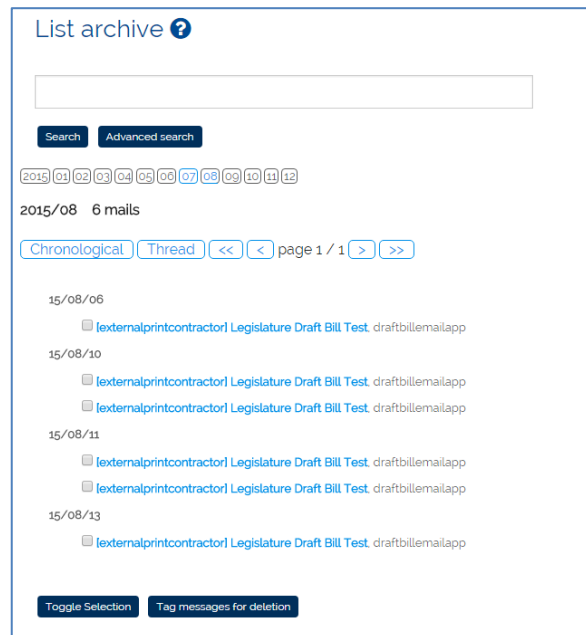 List archive ?
Search Advanced search
2015 01 02 03 04 05 06 07 08 09 10 11 12
2015/08 6 mails
Chronological Thread << < page 1 / 1 > >>
15/08/06
[externalprintcontractor] Legislature Draft Bill Test, draftbillemailapp
15/08/10
[externalprintcontractor] Legislature Draft Bill Test, draftbillemailapp
[externalprintcontractor] Legislature Draft Bill Test, draftbillemailapp
15/08/11
[externalprintcontractor] Legislature Draft Bill Test, draftbillemailapp
[externalprintcontractor] Legislature Draft Bill Test, draftbillemailapp
15/08/13
[externalprintcontractor] Legislature Draft Bill Test, draftbillemailapp
Toggle Selection Tag messages for deletion